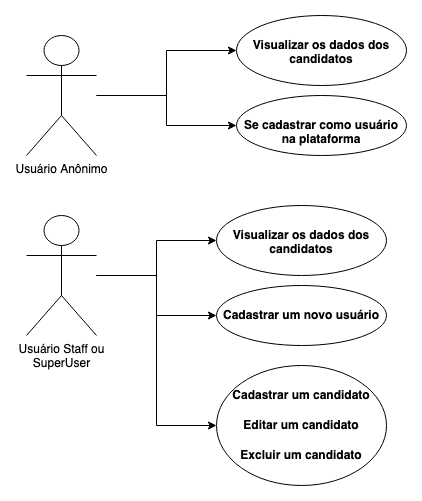 Visualizar os dados dos
candidatos
Se cadastrar como usuário
na plataforma
Usuário Anônimo
Visualizar os dados dos
candidatos
Cadastrar um novo usuário
Usuário Staff ou
SuperUser
Cadastrar um candidato
Editar um candidato
Excluir um candidato